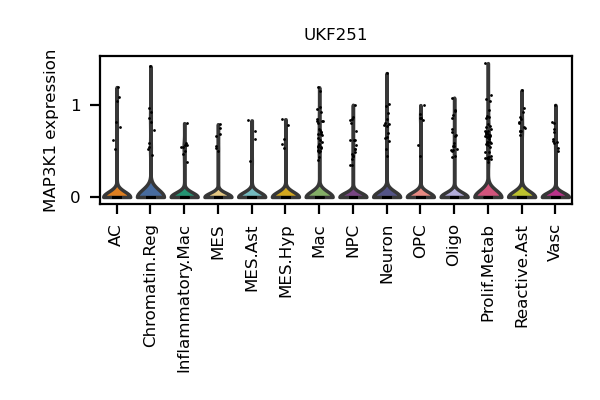 UKF251
MAP3K1 expression
1
0
AC
Chromatin.Reg
Inflammatory.Mac
MES
MES.Ast
MES.Hyp
Mac
NPC
Neuron
OPC
Oligo
Prolif.Metab
Reactive.Ast
Vasc